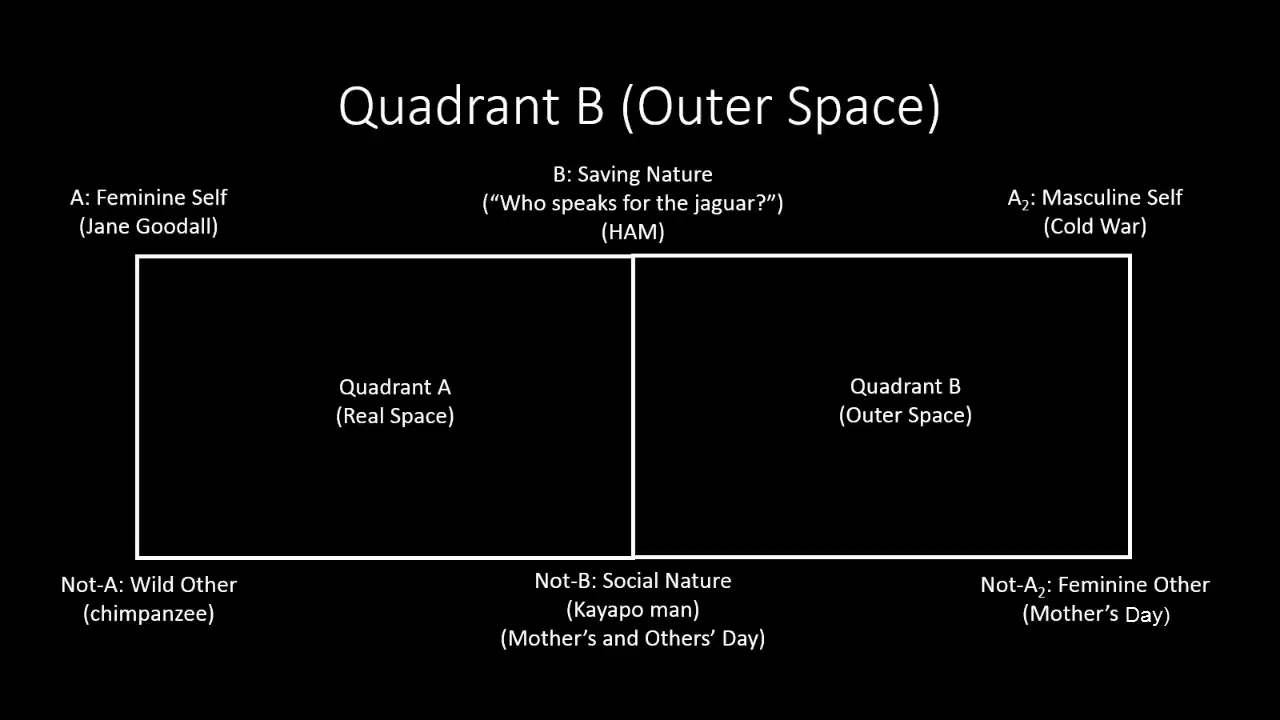 Quadrant B (Outer Space)
A: Feminine Self
(Jane Goodall)
B: Saving Nature
(“Who speaks for the jaguar?”)
(HAM)
A₂: Masculine Self
(Cold War)
Quadrant A
(Real Space)
Quadrant B
(Outer Space)
Not-A: Wild Other
(chimpanzee)
Not-B: Social Nature
(Kayapo man)
(Mother’s and Others’ Day)
Not-A₂: Feminine Other
(Mother’s Day)